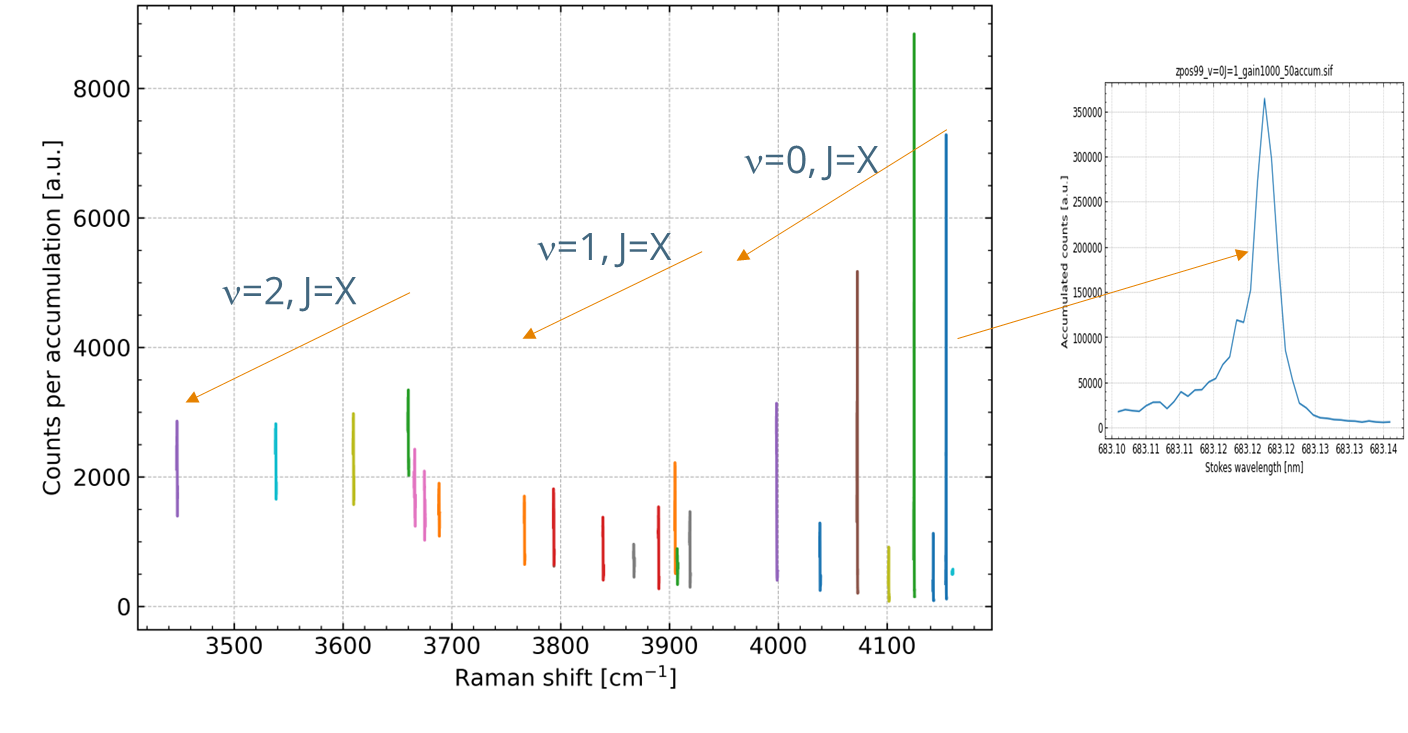 8000
6000
4000
2000
0
Counts per accumulation [a.u.]
ν=0, J=X
ν=1, J=X
ν=2, J=X
3500 3600 3700 3800 3900 4000 4100
Raman shift [cm⁻¹]
zpos99_v=0J=1_gain1000_50accum.sif
350000
300000
250000
200000
150000
100000
50000
0
Accumulated counts [a.u.]
683.10 683.11 683.11 683.12 683.12 683.12 683.13 683.13 683.14
Stokes wavelength [nm]